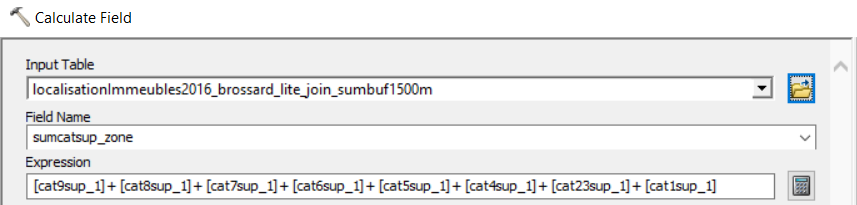 Calculate Field
Input Table
localisationImmeubles2016_brossard_lite_join_sumbuf1500m
Field Name
sumcatsup_zone
Expression
[cat9sup_1] + [cat8sup_1] + [cat7sup_1] + [cat6sup_1] + [cat5sup_1] + [cat4sup_1] + [cat23sup_1] + [cat1sup_1]